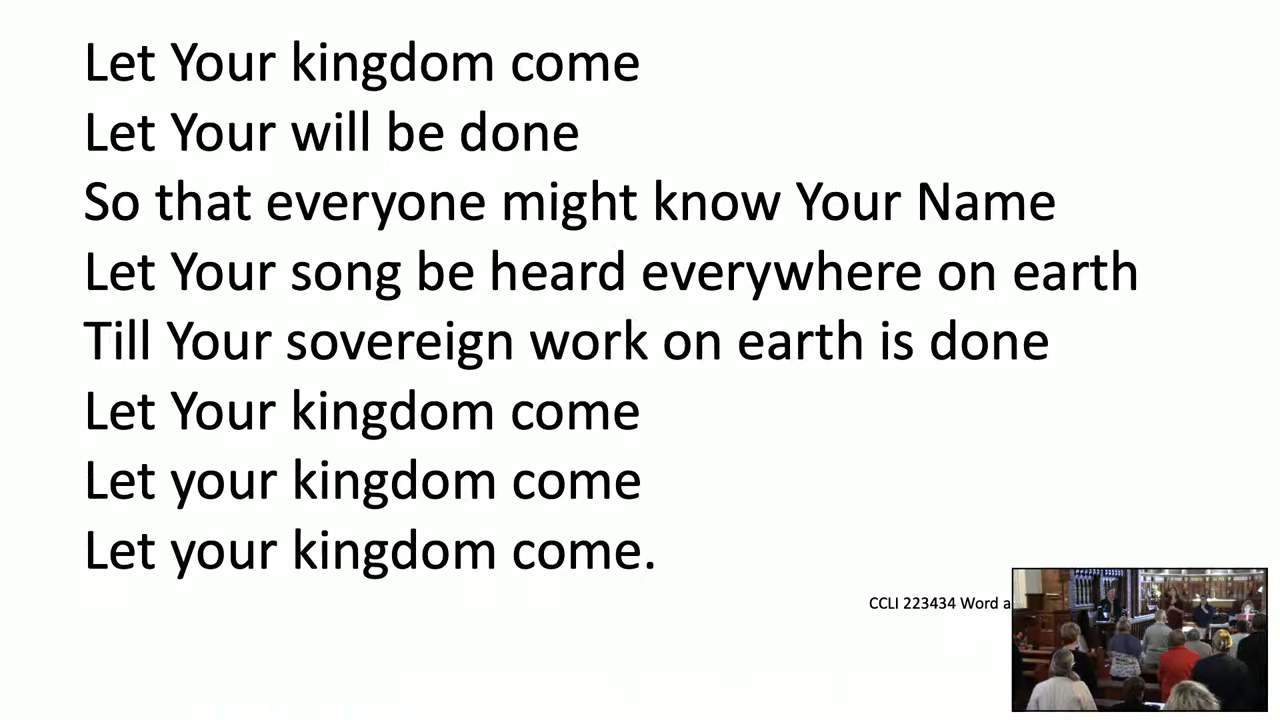 Let Your kingdom come
Let Your will be done
So that everyone might know Your Name
Let Your song be heard everywhere on earth
Till Your sovereign work on earth is done
Let Your kingdom come
Let your kingdom come
Let your kingdom come.
CCLI 223434 Word a